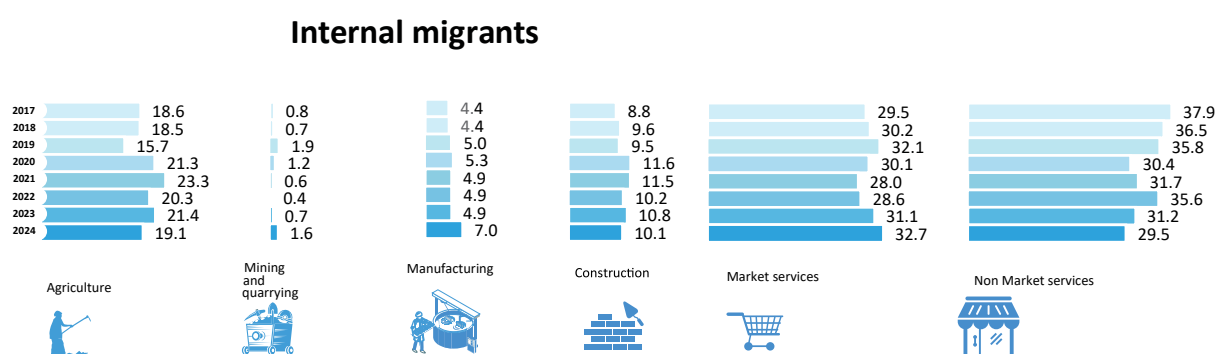 Internal migrants
2017 18.6 0.8 4.4 8.8 29.5 37.9
2018 18.5 0.7 4.4 9.6 30.2 36.5
2019 15.7 1.9 5.0 9.5 32.1 35.8
2020 21.3 1.2 5.3 11.6 30.1 30.4
2021 23.3 0.6 4.9 11.5 28.0 31.7
2022 20.3 0.4 4.9 10.2 28.6 35.6
2023 21.4 0.7 4.9 10.8 31.1 31.2
2024 19.1 1.6 7.0 10.1 32.7 29.5
Agriculture
Mining
and
quarrying
Manufacturing
Construction
Market services
Non Market services